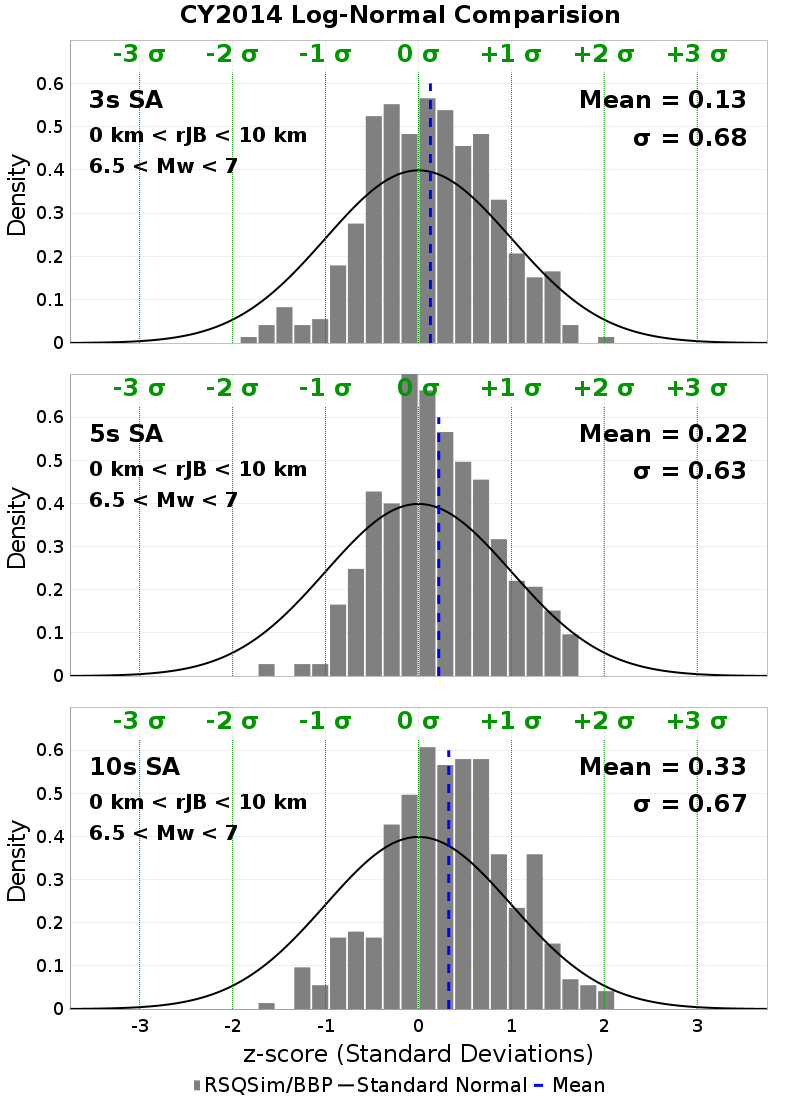 CY2014 Log-Normal Comparision
-3 σ -2 σ -1 σ 0 σ +1 σ +2 σ +3 σ
0.6
3s SA Mean = 0.13
0.5
0 km < rJB < 10 km σ = 0.68
0.4
6.5 < Mw < 7
Density
0.3
0.2
0.1
0
-3 σ -2 σ -1 σ 0 σ +1 σ +2 σ +3 σ
0.6
5s SA Mean = 0.22
0.5
0 km < rJB < 10 km σ = 0.63
0.4
6.5 < Mw < 7
Density
0.3
0.2
0.1
0
-3 σ -2 σ -1 σ 0 σ +1 σ +2 σ +3 σ
0.6
10s SA Mean = 0.33
0.5
0 km < rJB < 10 km σ = 0.67
0.4
6.5 < Mw < 7
Density
0.3
0.2
0.1
0
-3 -2 -1 0 1 2 3
z-score (Standard Deviations)
RSQSim/BBP Standard Normal Mean